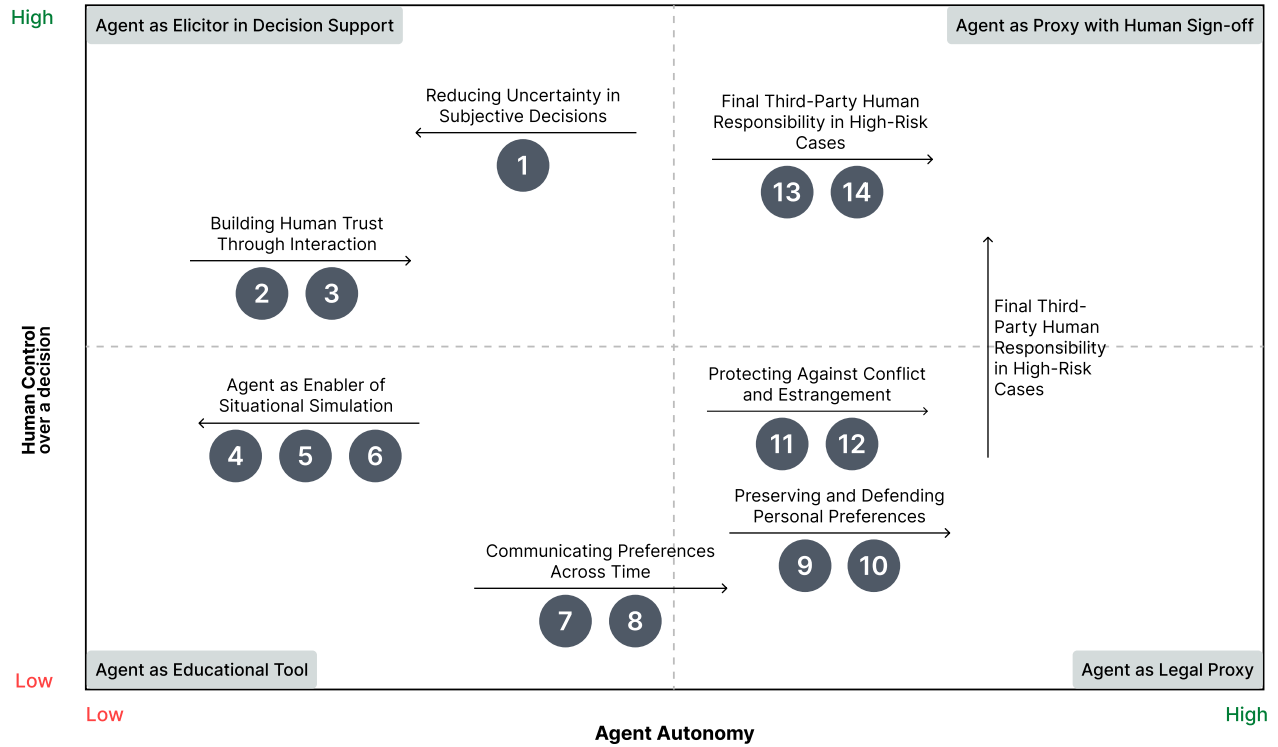 High
Agent as Elicitor in Decision Support
Agent as Proxy with Human Sign-off
Reducing Uncertainty in
Subjective Decisions
1
Final Third-Party Human
Responsibility in High-Risk
Cases
13
14
Building Human Trust
Through Interaction
2
3
Final Third-
Party Human
Responsibility
in High-Risk
Cases
Human Control
over a decision
Agent as Enabler of
Situational Simulation
4
5
6
Protecting Against Conflict
and Estrangement
11
12
Preserving and Defending
Personal Preferences
9
10
Communicating Preferences
Across Time
7
8
Agent as Educational Tool
Agent as Legal Proxy
Low
Low
High
Agent Autonomy